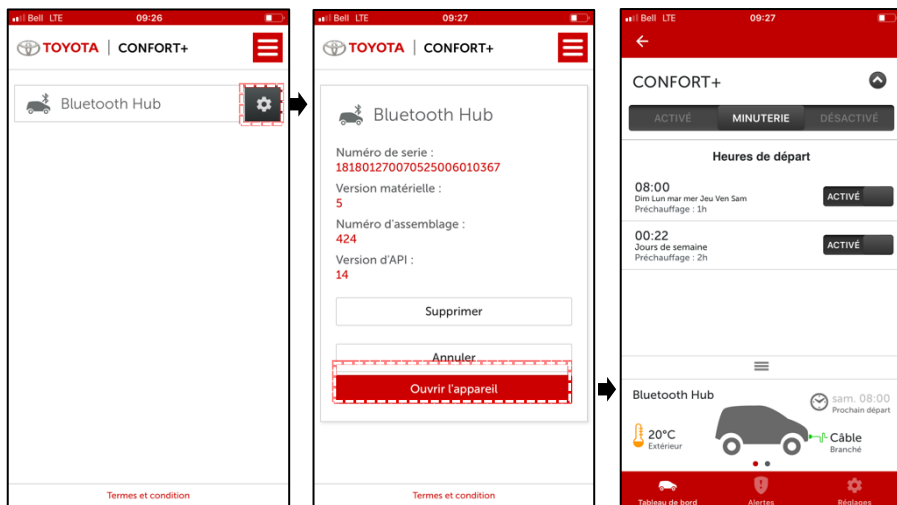 Bell LTE 09:26
TOYOTA | CONFORT+
Bluetooth Hub
Termes et condition
Bell LTE 09:27
TOYOTA | CONFORT+
Bluetooth Hub
Numéro de serie :
181801270070525006010367
Version matérielle :
5
Numéro d'assemblage :
424
Version d'API :
14
Supprimer
Annuler
Ouvrir l'appareil
Termes et condition
Bell LTE 09:27
CONFORT+
ACTIVÉ MINUTERIE DÉSACTIVÉ
Heures de départ
08:00
Dim Lun mar mer Jeu Ven Sam
Préchauffage : 1h
ACTIVÉ
00:22
Jours de semaine
Préchauffage : 2h
ACTIVÉ
Bluetooth Hub
sam. 08:00
Prochain départ
20°C
Extérieur
Câble
Branché
Tableau de bord Alertes Réglages